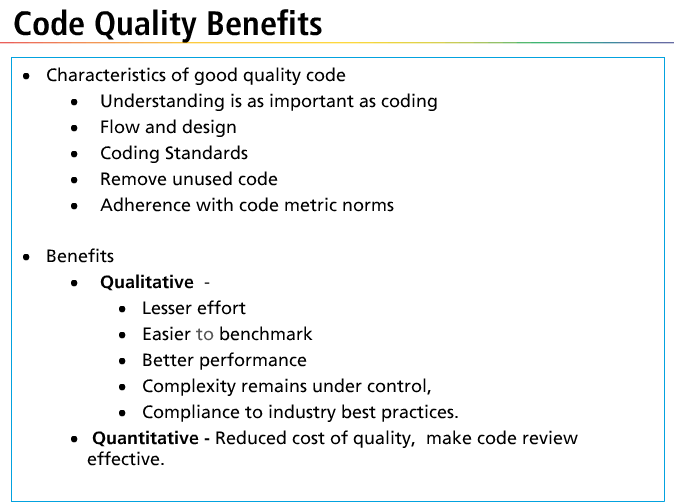 Code Quality Benefits
• Characteristics of good quality code
• Understanding is as important as coding
• Flow and design
• Coding Standards
• Remove unused code
• Adherence with code metric norms
• Benefits
• Qualitative -
• Lesser effort
• Easier to benchmark
• Better performance
• Complexity remains under control,
• Compliance to industry best practices.
• Quantitative - Reduced cost of quality, make code review
effective.